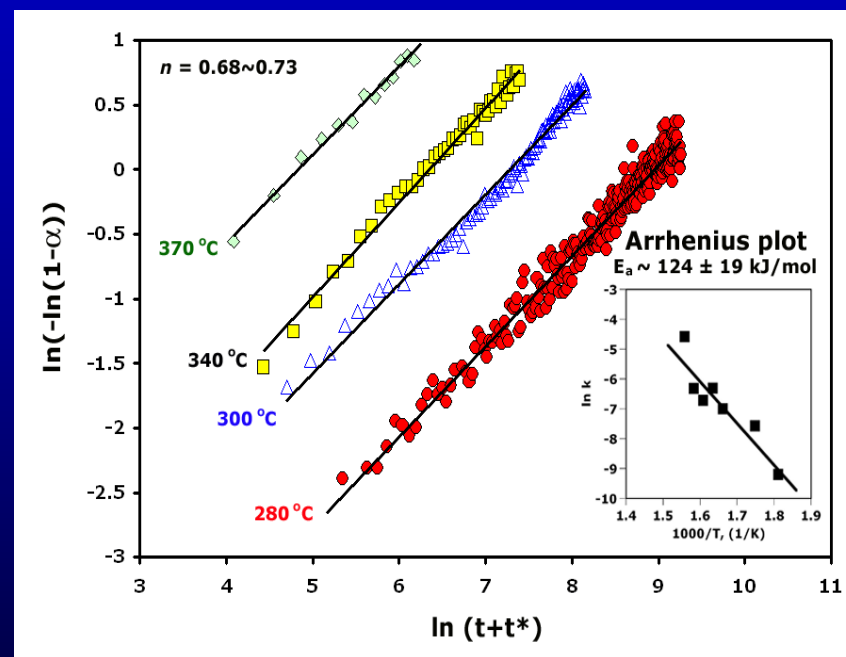 1
0.5
0
-0.5
-1
-1.5
-2
-2.5
-3
ln(-ln(1-α))
n = 0.68~0.73
370 °C
340 °C
300 °C
280 °C
Arrhenius plot
Eₐ ~ 124 ± 19 kJ/mol
-3
-4
-5
-6
-7
-8
-9
-10
ln k
1.4 1.5 1.6 1.7 1.8 1.9
1000/T, (1/K)
3 4 5 6 7 8 9 10 11
ln (t+t*)